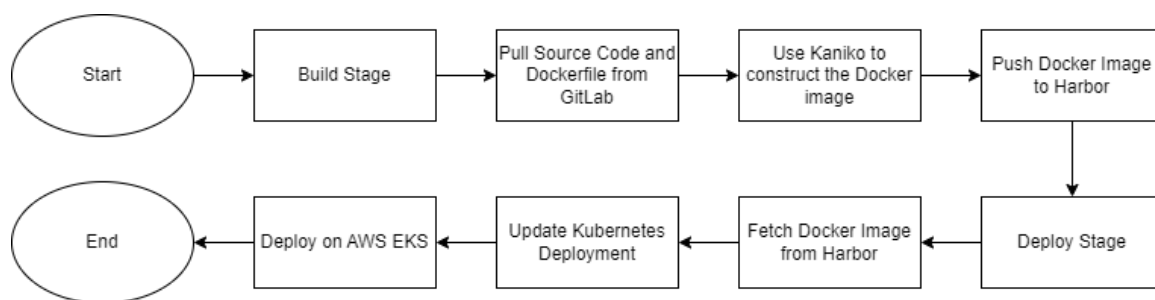 Start
Build Stage
Pull Source Code and
Dockerfile from
GitLab
Use Kaniko to
construct the Docker
image
Push Docker Image
to Harbor
Deploy Stage
Fetch Docker Image
from Harbor
Update Kubernetes
Deployment
Deploy on AWS EKS
End